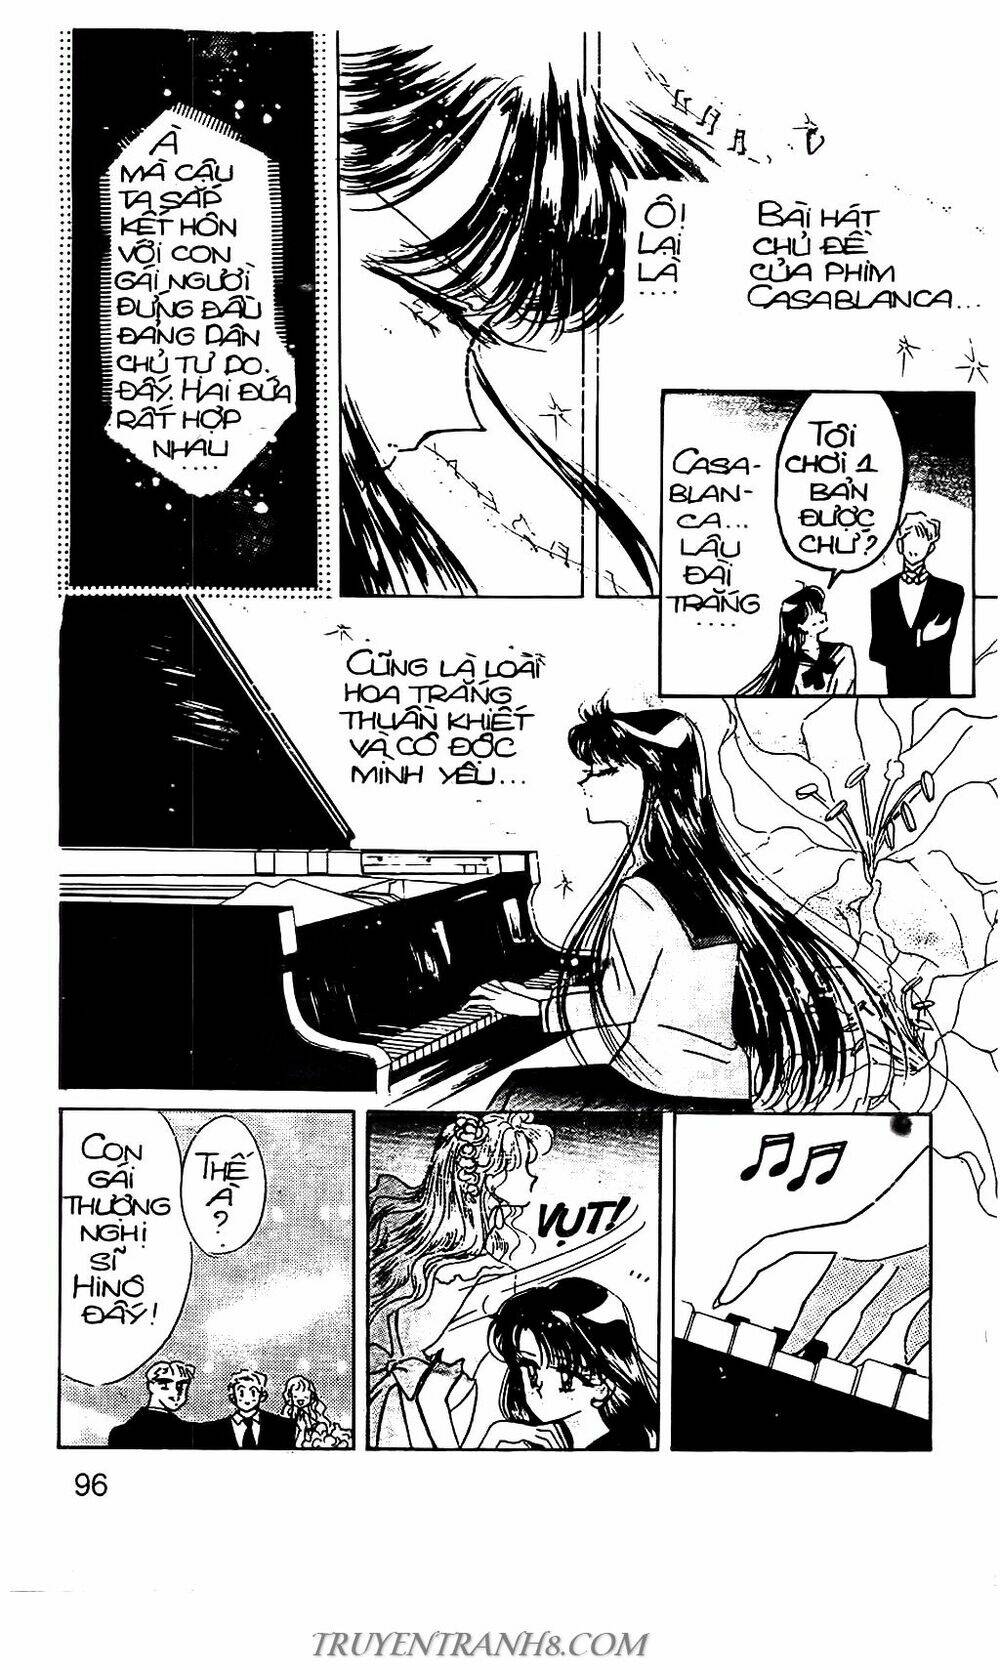 À
MÀ CẬU
TA SẮP
KẾT HÔN
VỚI CON
GÁI NGƯỜI
ĐỨNG ĐẦU
ĐẢNG DÂN
CHỦ TỰ DO.
ĐẤY. HAI ĐỨA
RẤT HỢP
NHAU
....
Ô!
LẠI
LÀ
....
BÀI HÁT
CHỦ ĐỀ
CỦA PHIM
CASABLANCA...
TÔI
CHƠI 1
BẢN
ĐƯỢC
CHỨ?
CASA-
BLAN-
CA...
LÂU
ĐÀI
TRẮNG
....
CŨNG LÀ LOÀI
HOA TRẮNG
THUẦN KHIẾT
VÀ CÔ ĐỘC
MÌNH YÊU...
THẾ
À?
CON
GÁI
THƯỢNG
NGHỊ
SĨ
HINÔ
ĐẤY!
VỤT!
...
96
TRUYENTRANH8.COM